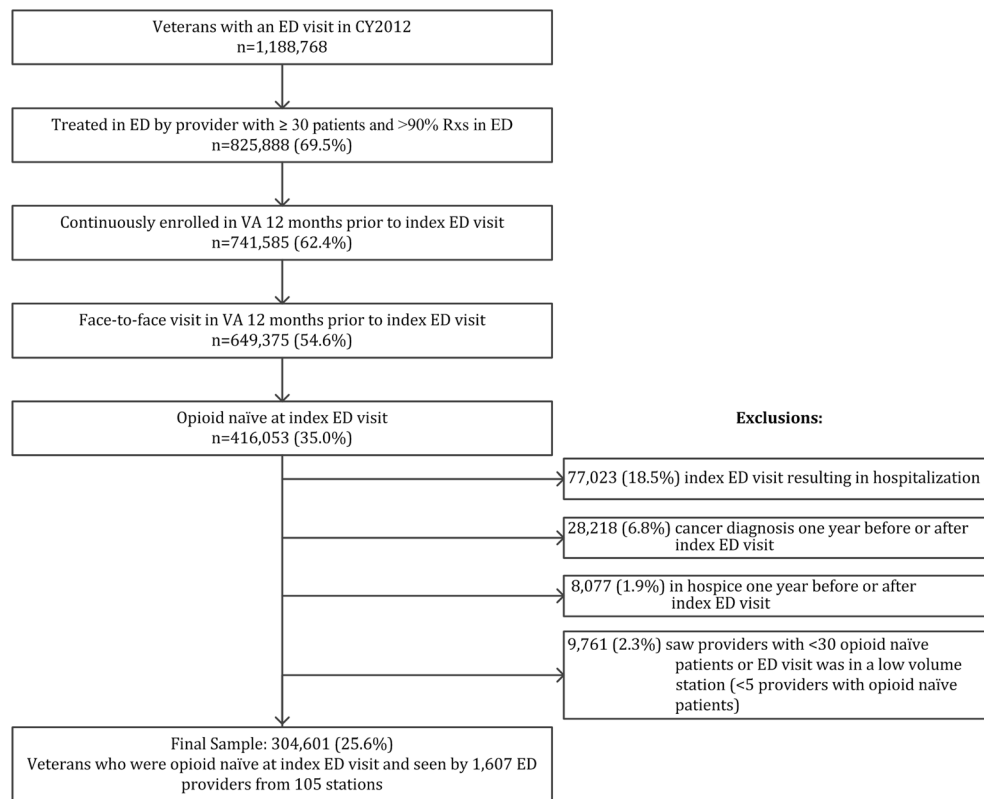 Veterans with an ED visit in CY2012
n=1,188,768
Treated in ED by provider with ≥ 30 patients and >90% Rxs in ED
n=825,888 (69.5%)
Continuously enrolled in VA 12 months prior to index ED visit
n=741,585 (62.4%)
Face-to-face visit in VA 12 months prior to index ED visit
n=649,375 (54.6%)
Opioid naïve at index ED visit
n=416,053 (35.0%)
Exclusions:
77,023 (18.5%) index ED visit resulting in hospitalization
28,218 (6.8%) cancer diagnosis one year before or after
index ED visit
8,077 (1.9%) in hospice one year before or after
index ED visit
9,761 (2.3%) saw providers with <30 opioid naïve
patients or ED visit was in a low volume
station (<5 providers with opioid naïve
patients)
Final Sample: 304,601 (25.6%)
Veterans who were opioid naïve at index ED visit and seen by 1,607 ED
providers from 105 stations